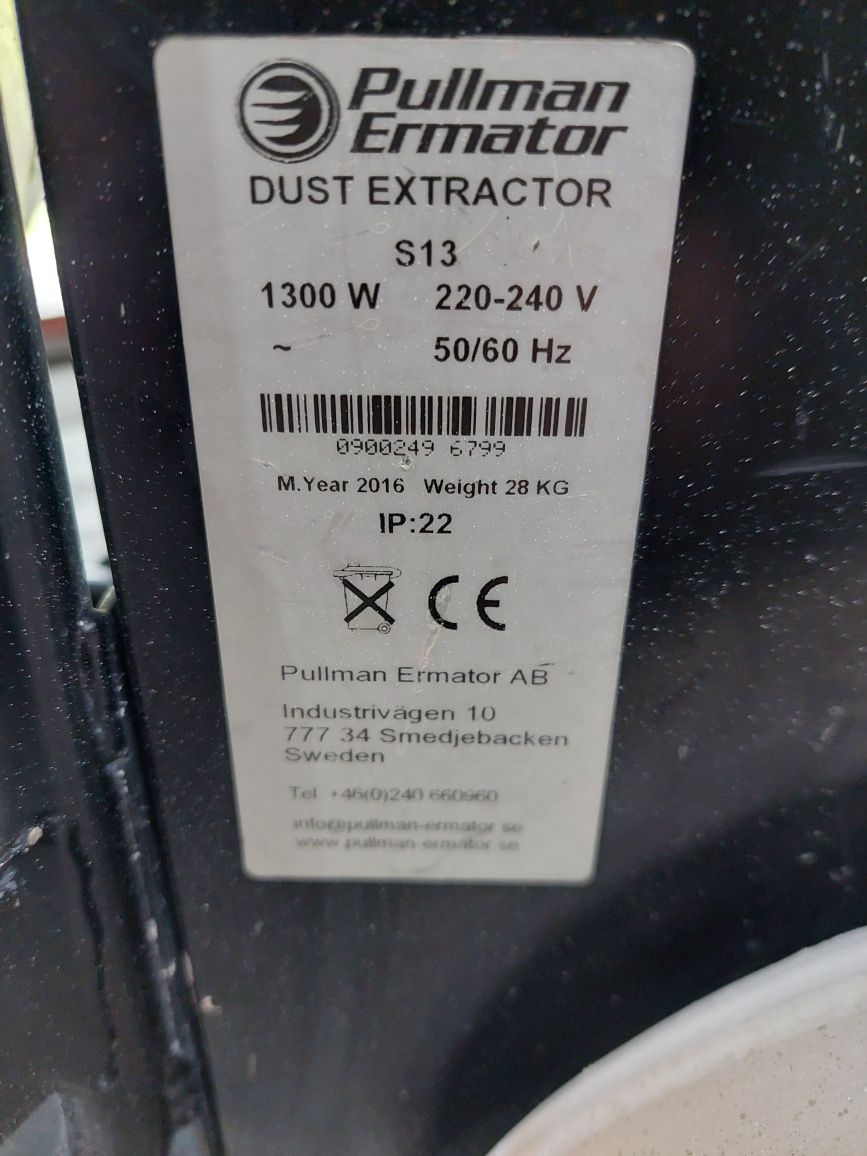 Pullman
Ermator
DUST EXTRACTOR
S13
1300 W 220-240 V
~ 50/60 Hz
0900249 6799
M.Year 2016 Weight 28 KG
IP:22
CE
Pullman Ermator AB
Industrivägen 10
777 34 Smedjebacken
Sweden
Tel +46(0)240 660960
info@pullman-ermator se
www pullman ermator se